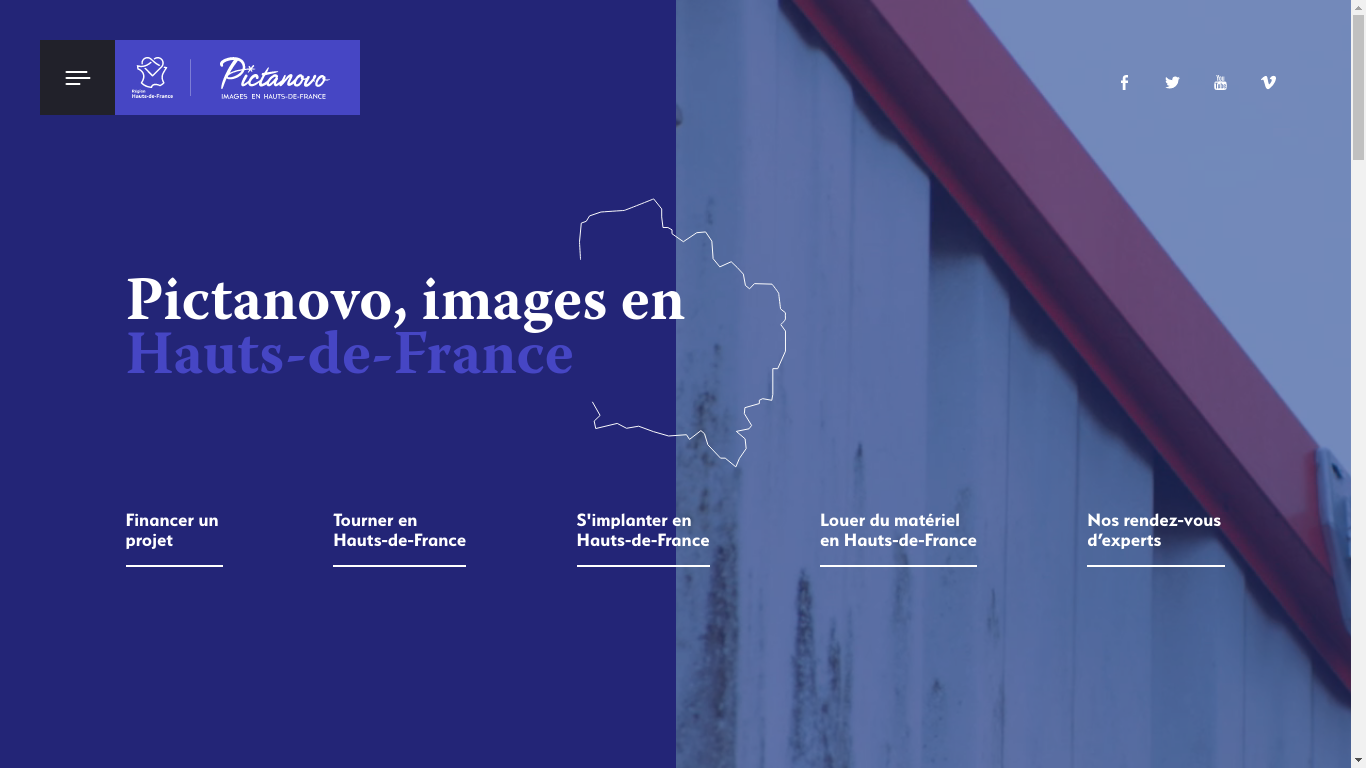 Région
Hauts-de-France
Pictanovo
IMAGES EN HAUTS-DE-FRANCE
You
Pictanovo, images en
Hauts-de-France
Financer un
projet
Tourner en
Hauts-de-France
S'implanter en
Hauts-de-France
Louer du matériel
en Hauts-de-France
Nos rendez-vous
d’experts